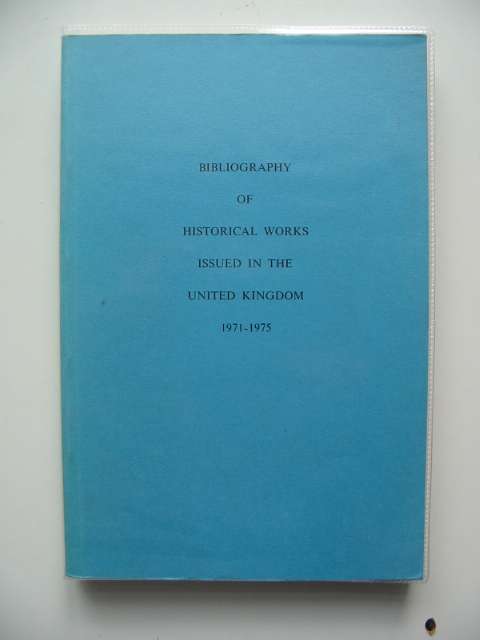 BIBLIOGRAPHY
OF
HISTORICAL WORKS
ISSUED IN THE
UNITED KINGDOM
1971-1975